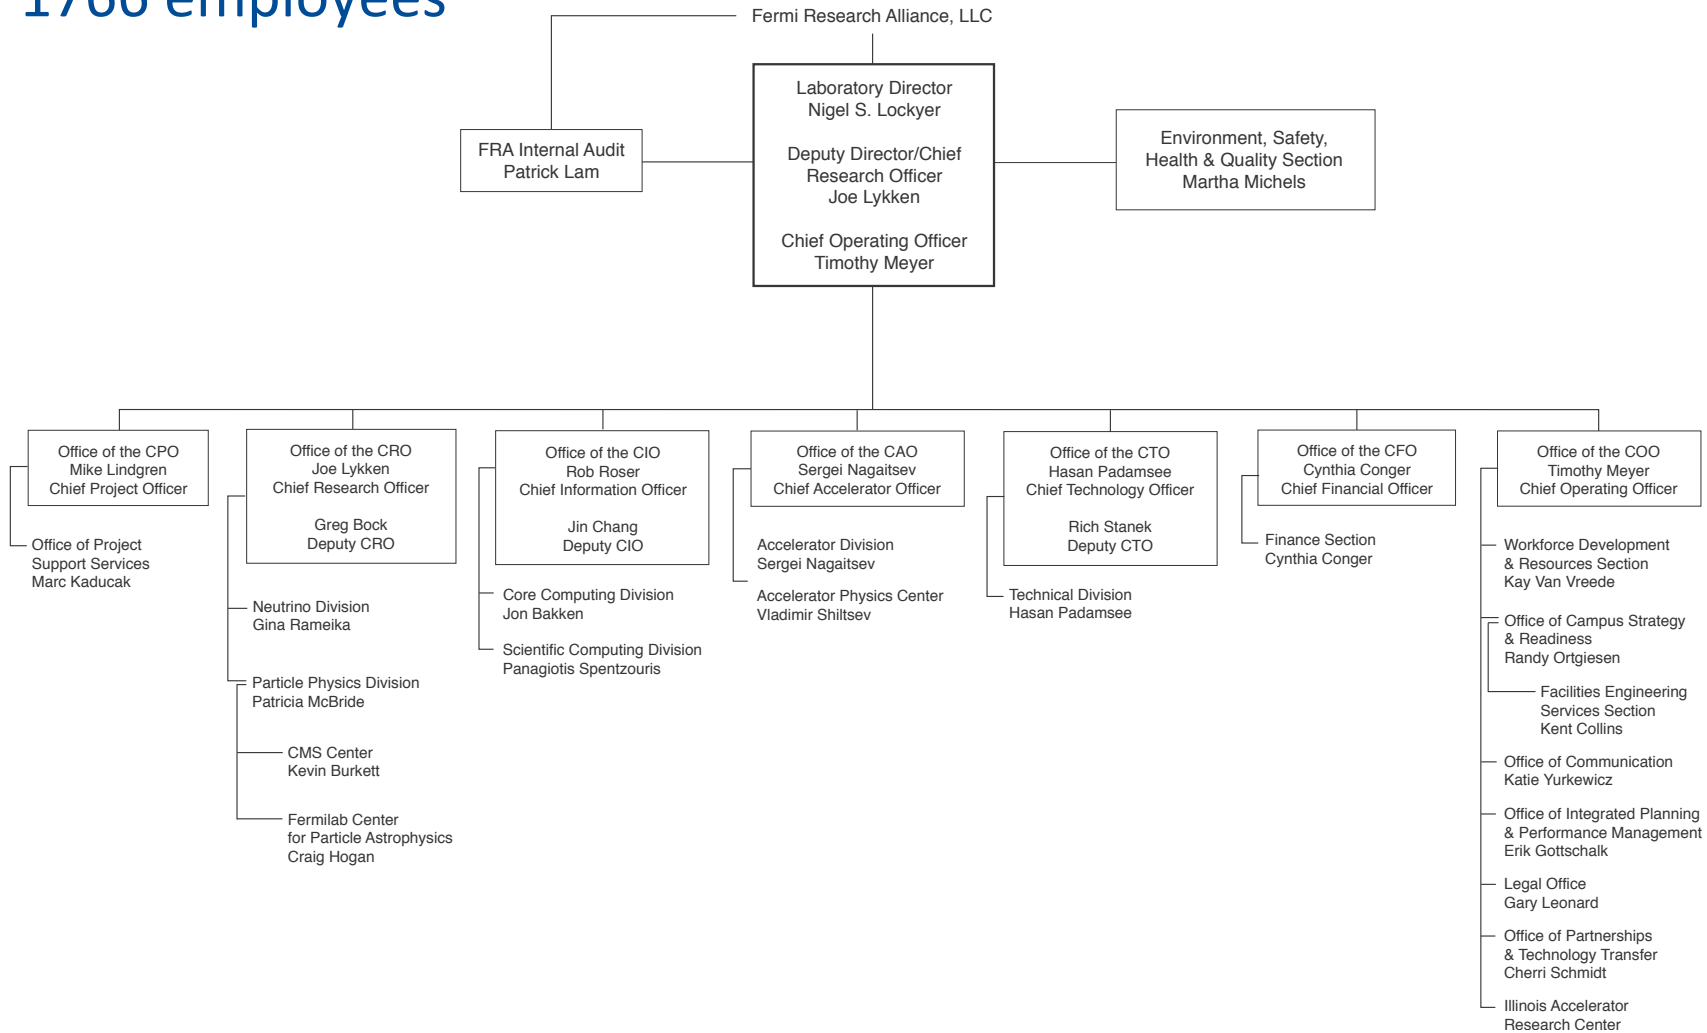 1766 employees
Fermi Research Alliance, LLC
Laboratory Director
Nigel S. Lockyer
Deputy Director/Chief
Research Officer
Joe Lykken
Chief Operating Officer
Timothy Meyer
FRA Internal Audit
Patrick Lam
Environment, Safety,
Health & Quality Section
Martha Michels
Office of the CPO
Mike Lindgren
Chief Project Officer
Office of Project
Support Services
Marc Kaducak
Office of the CRO
Joe Lykken
Chief Research Officer
Greg Bock
Deputy CRO
Neutrino Division
Gina Rameika
Particle Physics Division
Patricia McBride
CMS Center
Kevin Burkett
Fermilab Center
for Particle Astrophysics
Craig Hogan
Office of the CIO
Rob Roser
Chief Information Officer
Jin Chang
Deputy CIO
Core Computing Division
Jon Bakken
Scientific Computing Division
Panagiotis Spentzouris
Office of the CAO
Sergei Nagaitsev
Chief Accelerator Officer
Accelerator Division
Sergei Nagaitsev
Accelerator Physics Center
Vladimir Shiltsev
Office of the CTO
Hasan Padamsee
Chief Technology Officer
Rich Stanek
Deputy CTO
Technical Division
Hasan Padamsee
Office of the CFO
Cynthia Conger
Chief Financial Officer
Finance Section
Cynthia Conger
Office of the COO
Timothy Meyer
Chief Operating Officer
Workforce Development
& Resources Section
Kay Van Vreede
Office of Campus Strategy
& Readiness
Randy Ortgiesen
Facilities Engineering
Services Section
Kent Collins
Office of Communication
Katie Yurkewicz
Office of Integrated Planning
& Performance Management
Erik Gottschalk
Legal Office
Gary Leonard
Office of Partnerships
& Technology Transfer
Cherri Schmidt
Illinois Accelerator
Research Center